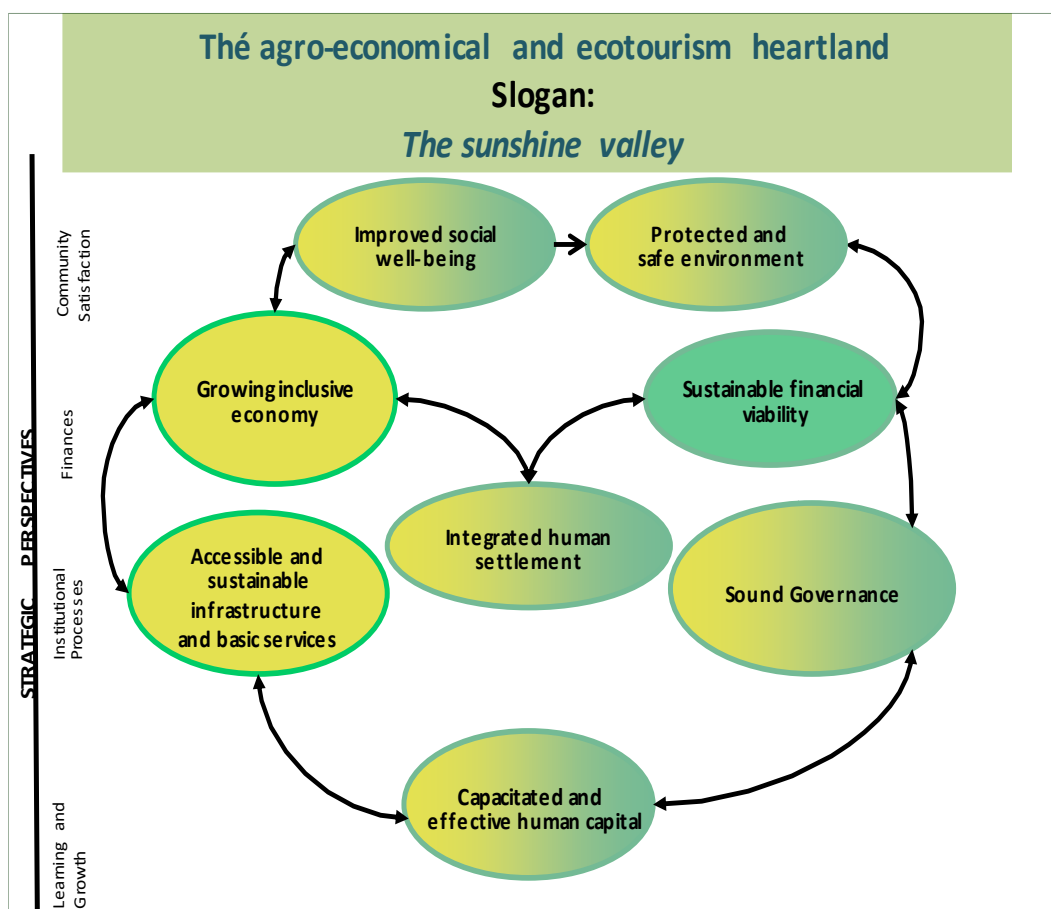 Thé agro-economical and ecotourism heartland
Slogan:
The sunshine valley
STRATEGIC PERSPECTIVES
Community
Satisfaction
Improved social
well-being
Protected and
safe environment
Finances
Growing inclusive
economy
Sustainable financial
viability
Institutional
Processes
Integrated human
settlement
Accessible and
sustainable
infrastructure
and basic services
Sound Governance
Learning and
Growth
Capacitated and
effective human capital